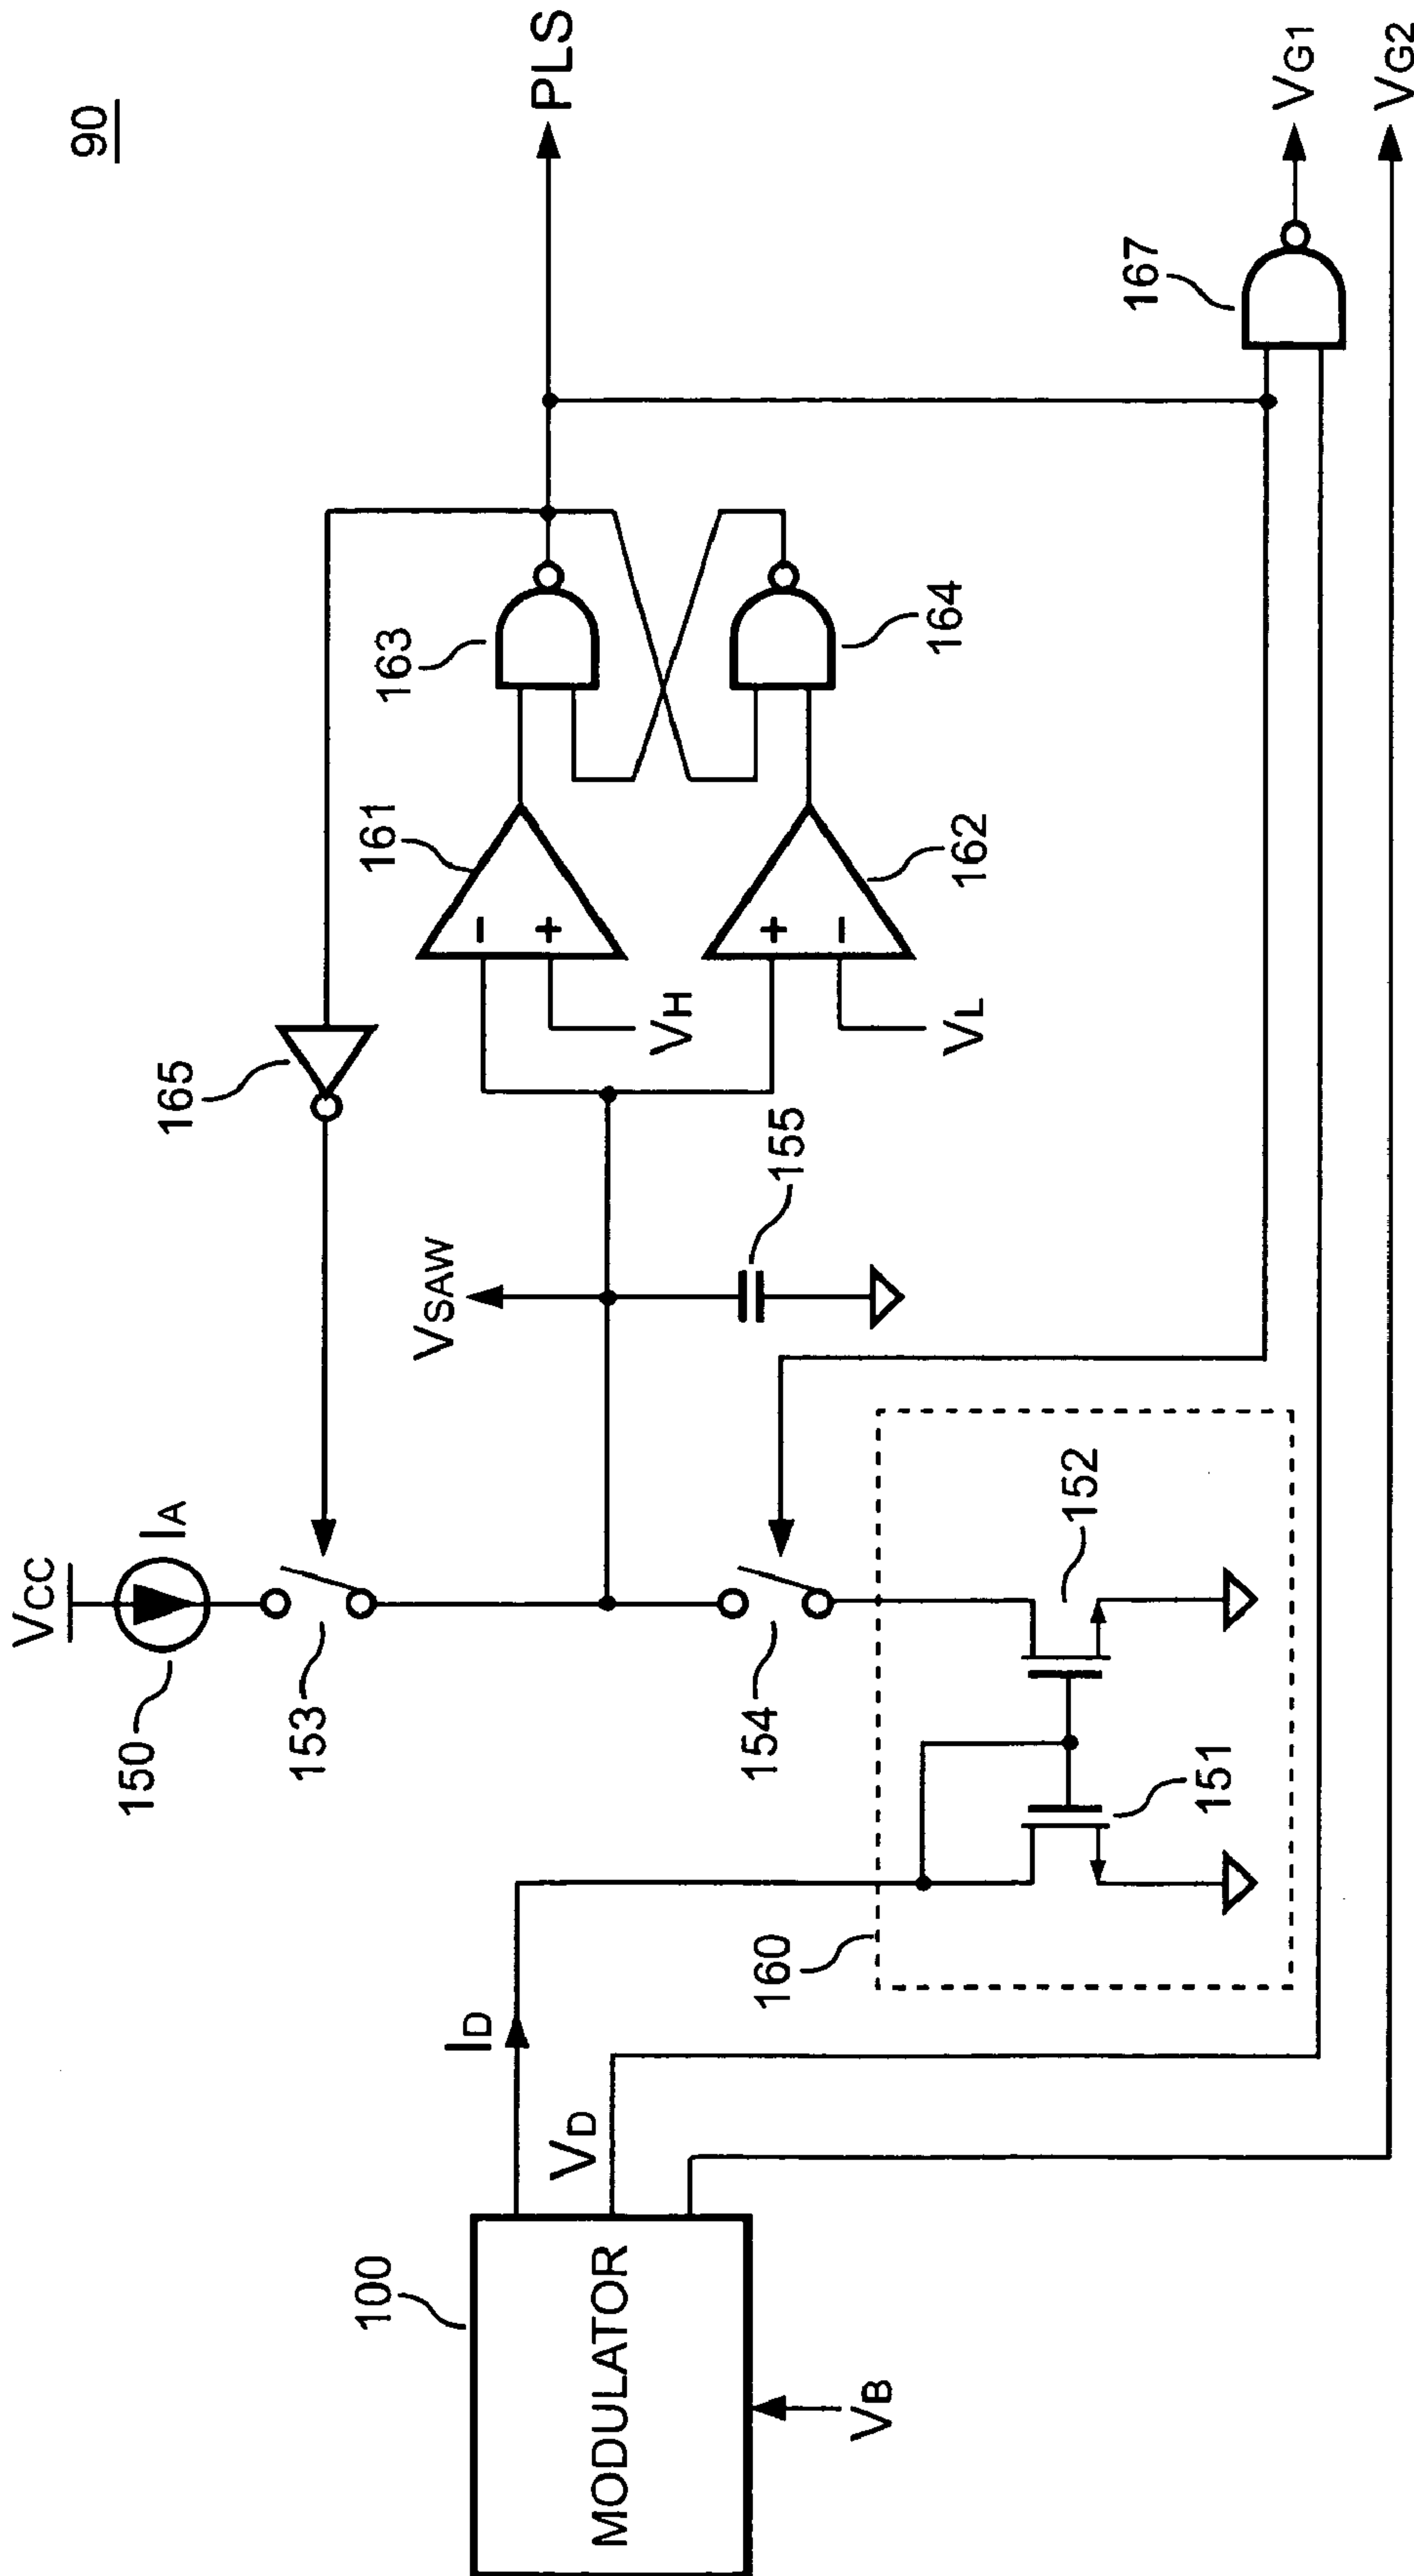 90
VCC
IA
150
153
165
PLS
163
161
VH
164
162
VL
VSAW
155
154
152
151
160
167
VG1
VG2
ID
VD
100
MODULATOR
VB